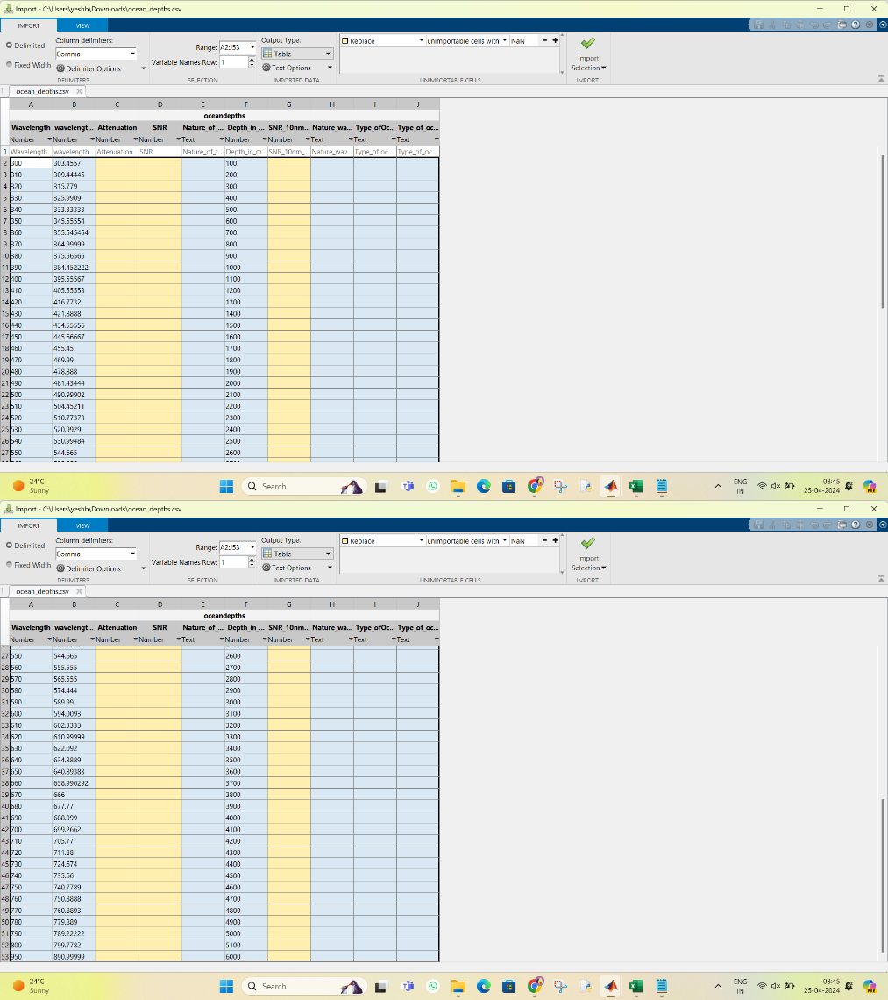 Import - C:\Users\yeshb\Downloads\ocean_depths.csv
IMPORT VIEW
Delimited
Fixed Width
Column delimiters:
Comma
Delimiter Options
DELIMITERS
Range: A2:J53
Variable Names Row: 1
SELECTION
Output Type:
Table
Text Options
IMPORTED DATA
Replace unimportable cells with NaN
UNIMPORTABLE CELLS
Import
Selection
IMPORT
ocean_depths.csv
A B C D E F G H I J
oceandepths
Wavelength wavelengt... Attenuation SNR Nature_of_... Depth_in_... SNR_10nm... Nature_wa... Type_ofOc... Type_of_oc...
Number Number Number Number Text Number Number Text Text Text
1 Wavelength wavelength... Attenuation SNR Nature_of_t... Depth_in_m... SNR_10nm_... Nature_wav... Type_of oc... Type_of_oc...
2 300 303.4557 100
3 310 309.44445 200
4 320 315.779 300
5 330 325.9909 400
6 340 333.33333 500
7 350 345.55554 600
8 360 355.545454 700
9 370 364.99999 800
10 380 375.56565 900
11 390 384.452222 1000
12 400 395.55567 1100
13 410 405.55553 1200
14 420 416.7732 1300
15 430 421.8888 1400
16 440 434.55556 1500
17 450 445.66667 1600
18 460 455.45 1700
19 470 469.99 1800
20 480 478.888 1900
21 490 481.43444 2000
22 500 490.99902 2100
23 510 504.45211 2200
24 520 510.77373 2300
25 530 520.9929 2400
26 540 530.99484 2500
27 550 544.665 2600
24°C
Sunny
Search
ENG
IN
08:45
25-04-2024
Import - C:\Users\yeshb\Downloads\ocean_depths.csv
IMPORT VIEW
Delimited
Fixed Width
Column delimiters:
Comma
Delimiter Options
DELIMITERS
Range: A2:J53
Variable Names Row: 1
SELECTION
Output Type:
Table
Text Options
IMPORTED DATA
Replace unimportable cells with NaN
UNIMPORTABLE CELLS
Import
Selection
IMPORT
ocean_depths.csv
A B C D E F G H I J
oceandepths
Wavelength wavelengt... Attenuation SNR Nature_of_... Depth_in_... SNR_10nm... Nature_wa... Type_ofOc... Type_of_oc...
Number Number Number Number Text Number Number Text Text Text
27 550 544.665 2600
28 560 555.555 2700
29 570 565.555 2800
30 580 574.444 2900
31 590 589.99 3000
32 600 594.0093 3100
33 610 602.3333 3200
34 620 610.99999 3300
35 630 622.092 3400
36 640 634.8889 3500
37 650 640.89383 3600
38 660 658.990292 3700
39 670 666 3800
40 680 677.77 3900
41 690 688.999 4000
42 700 699.2662 4100
43 710 705.77 4200
44 720 711.88 4300
45 730 724.674 4400
46 740 735.66 4500
47 750 740.7789 4600
48 760 750.8888 4700
49 770 760.8893 4800
50 780 779.889 4900
51 790 789.22222 5000
52 800 799.7782 5100
53 950 890.99999 6000
24°C
Sunny
Search
ENG
IN
08:45
25-04-2024